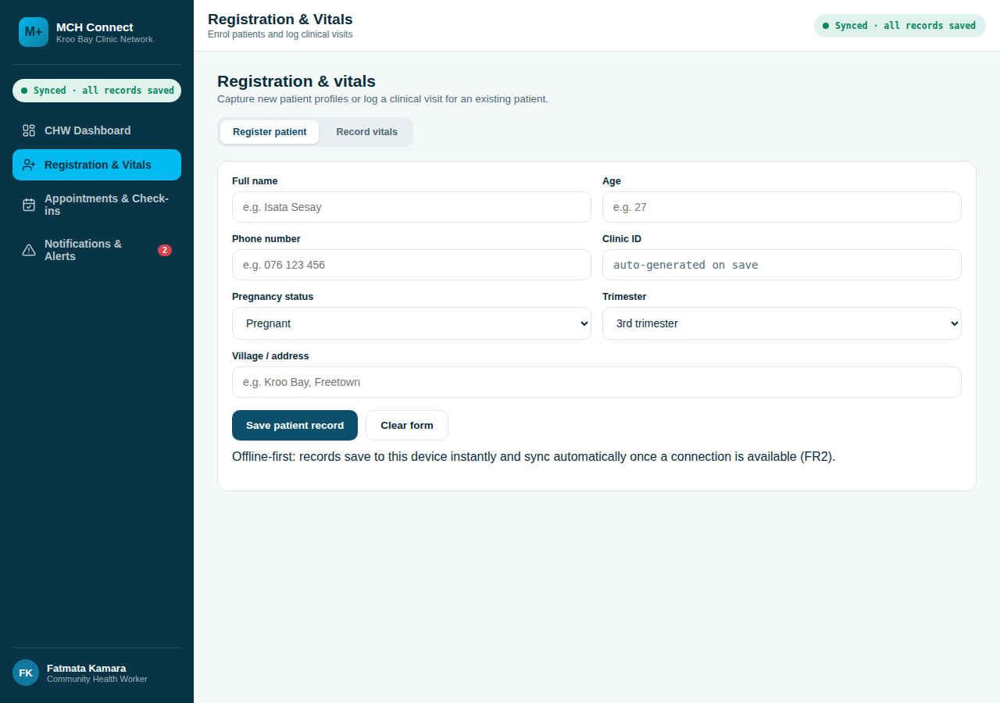 M+
MCH Connect
Kroo Bay Clinic Network
Synced · all records saved
CHW Dashboard
Registration & Vitals
Appointments & Check-
ins
Notifications &
Alerts
2
FK
Fatmata Kamara
Community Health Worker
Registration & Vitals
Enrol patients and log clinical visits
Synced · all records saved
Registration & vitals
Capture new patient profiles or log a clinical visit for an existing patient.
Register patient
Record vitals
Full name
Age
e.g. Isata Sesay
e.g. 27
Phone number
Clinic ID
e.g. 076 123 456
auto-generated on save
Pregnancy status
Trimester
Pregnant
3rd trimester
Village / address
e.g. Kroo Bay, Freetown
Save patient record
Clear form
Offline-first: records save to this device instantly and sync automatically once a connection is available (FR2).